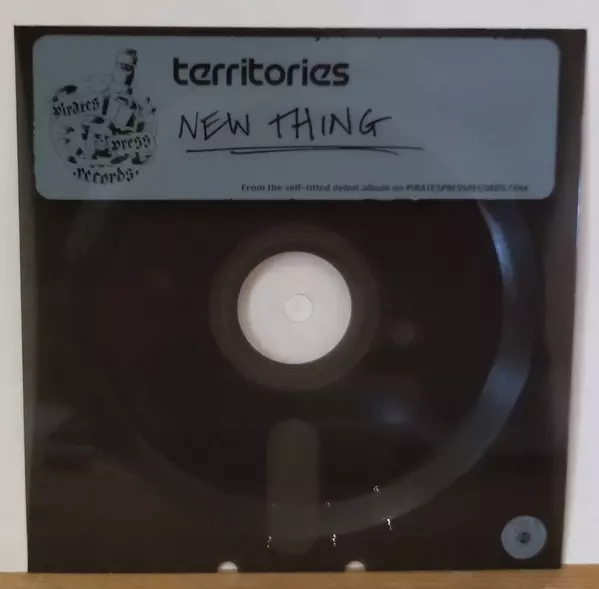 territories
NEW THING
Pirates
Press
records
From the self-titled debut album on PIRATESPRESSRECORDS.COM